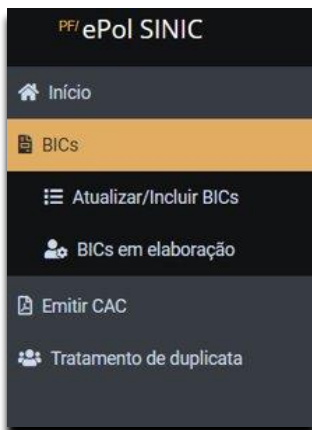 PF/ ePol SINIC
Início
BICs
Atualizar/Incluir BICs
BICs em elaboração
Emitir CAC
Tratamento de duplicata